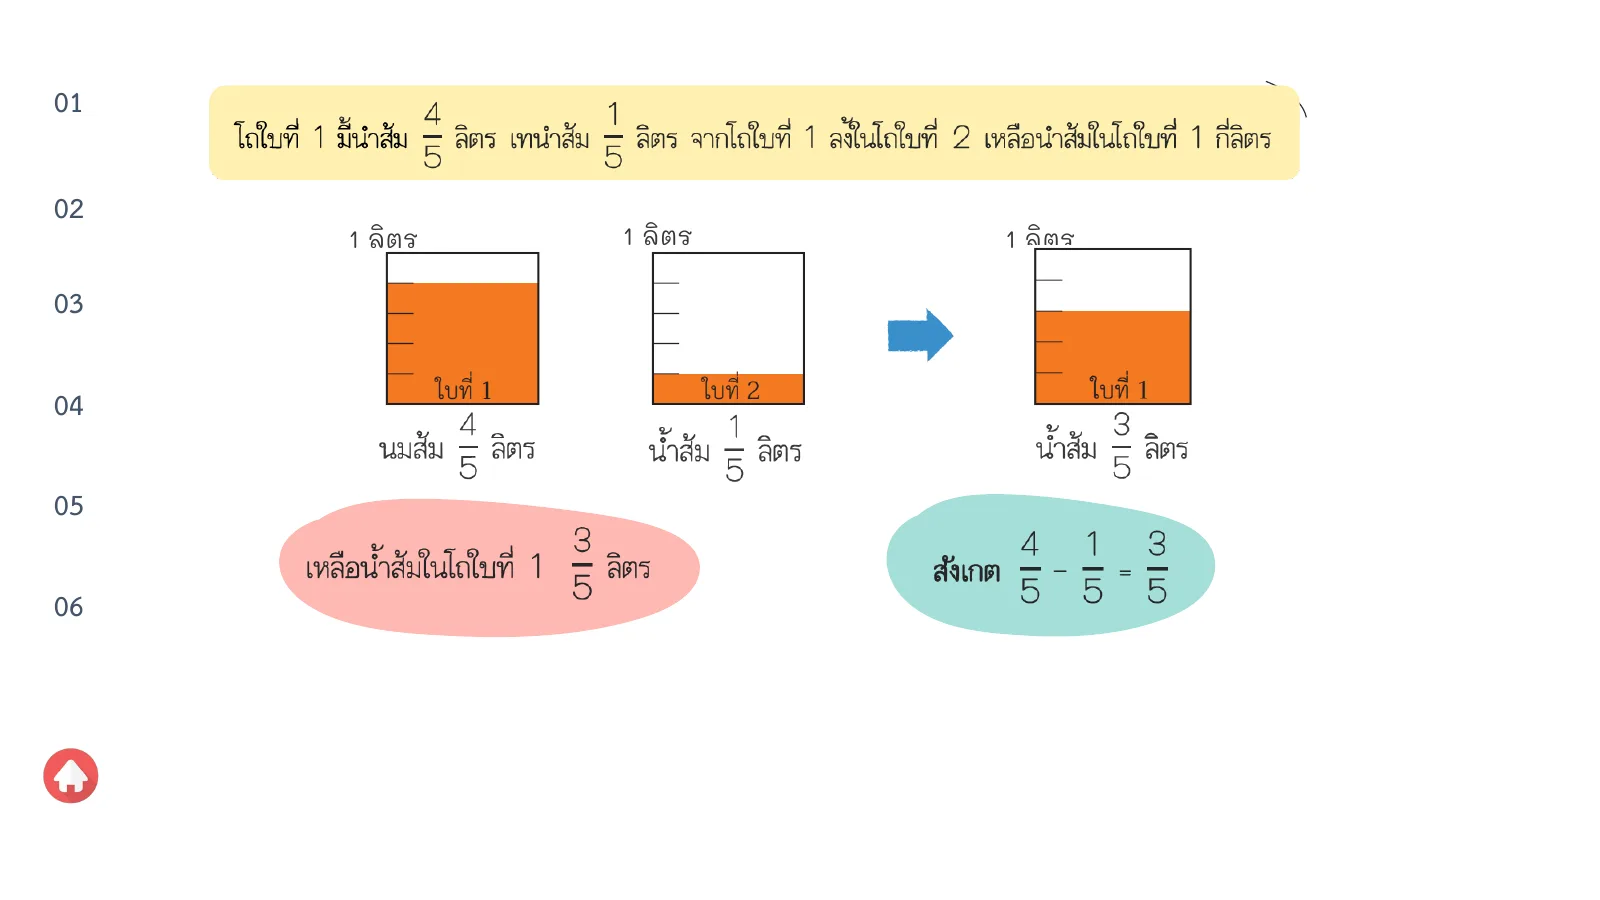 01
โถใบที่ 1 มี้นำส้ม 4/5 ลิตร เทนำส้ม 1/5 ลิตร จากโถใบที่ 1 ลง้ในโถใบที่ 2 เหลือนำส้มในโถใบที่ 1 กี่ลิตร
02
1 ลิตร 1 ลิตร 1 ลิตร
03
ใบที่ 1 ใบที่ 2 ใบที่ 1
04
นมส้ม 4/5 ลิตร น้ำส้ม 1/5 ลิตร น้ำส้ม 3/5 ลิตร
05
เหลือน้ำส้มในโถใบที่ 1 3/5 ลิตร
สังเกต 4/5 - 1/5 = 3/5
06